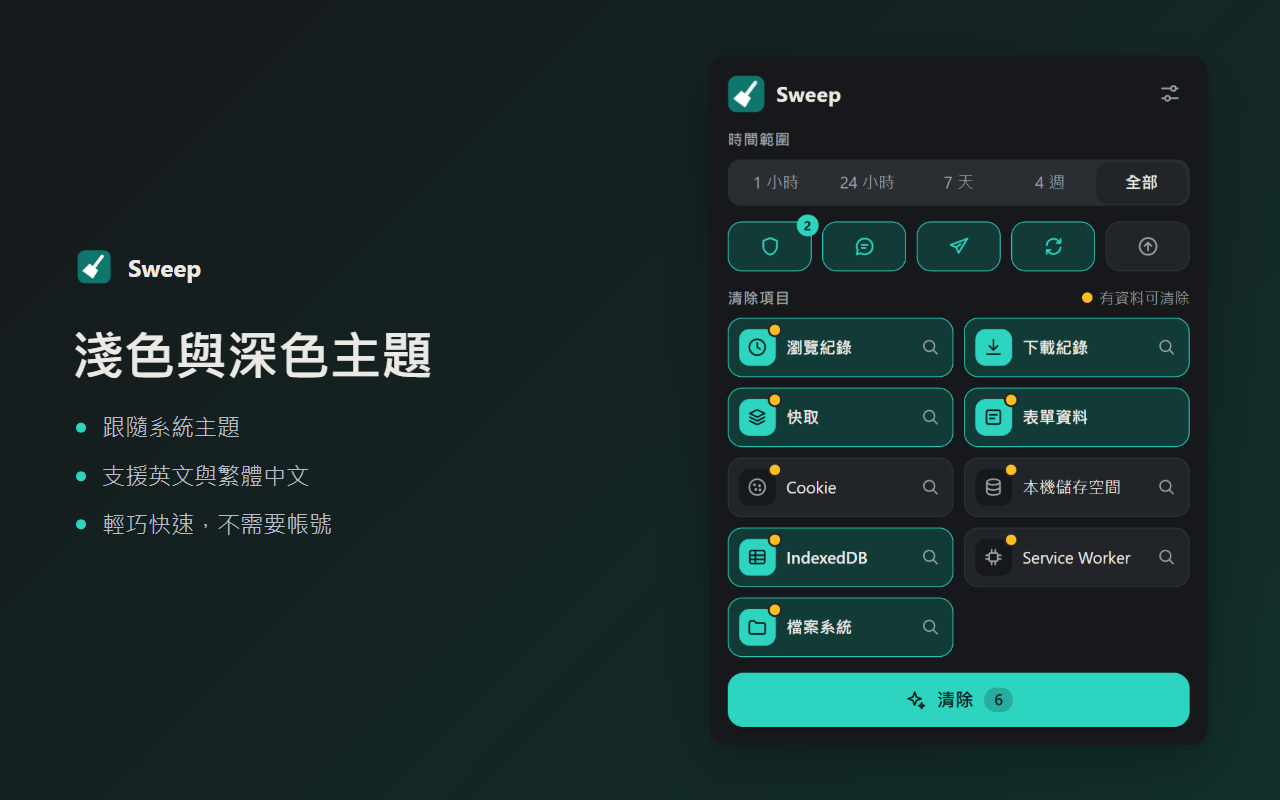 Sweep
淺色與深色主題
跟隨系統主題
支援英文與繁體中文
輕巧快速，不需要帳號
Sweep
時間範圍
1 小時 24 小時 7 天 4 週 全部
2
清除項目 有資料可清除
瀏覽紀錄 下載紀錄
快取 表單資料
Cookie 本機儲存空間
IndexedDB Service Worker
檔案系統
清除 6